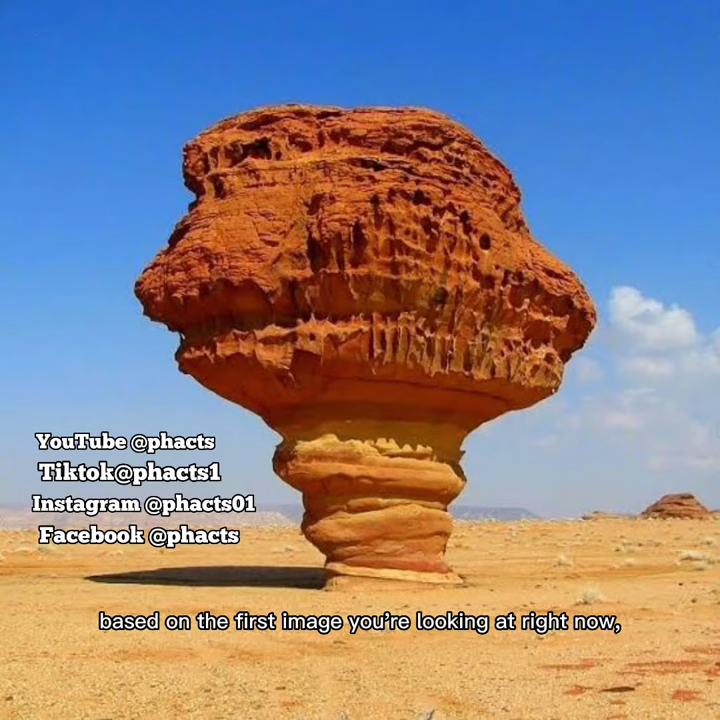 YouTube @phacts
Tiktok@phacts1
Instagram @phacts01
Facebook @phacts
based on the first image you're looking at right now,